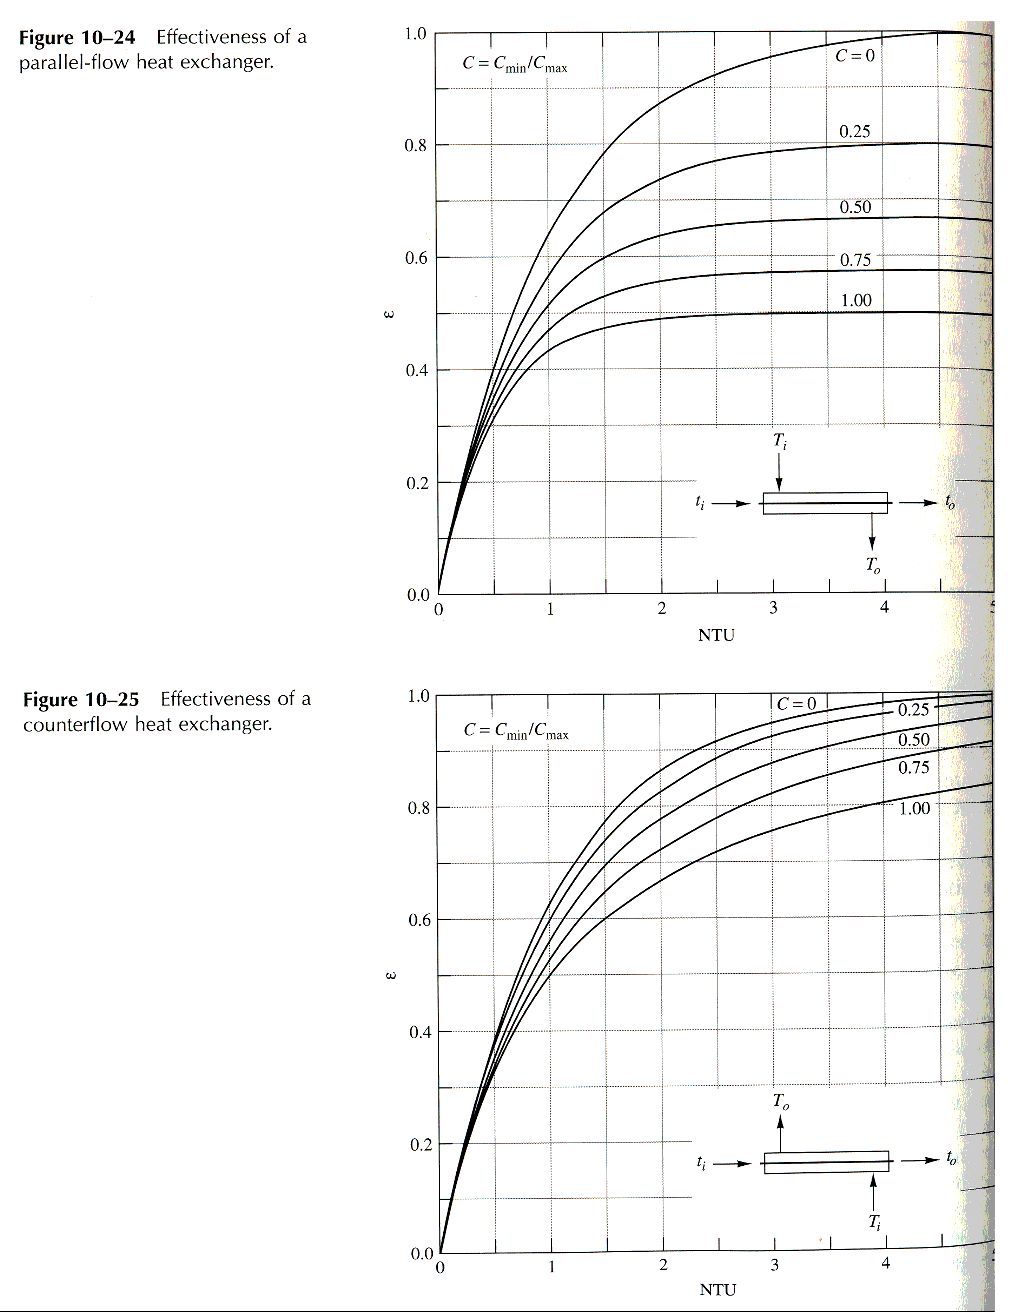 Figure 10–24 Effectiveness of a
parallel-flow heat exchanger.
1.0
C = Cmin/Cmax
C = 0
0.8
0.25
0.50
0.6
0.75
1.00
ε
0.4
Ti
0.2
ti
to
To
0.0
0
1
2
3
4
NTU
Figure 10–25 Effectiveness of a
counterflow heat exchanger.
1.0
C = 0
0.25
C = Cmin/Cmax
0.50
0.75
0.8
1.00
0.6
ε
0.4
To
0.2
ti
to
Ti
0.0
0
1
2
3
4
NTU